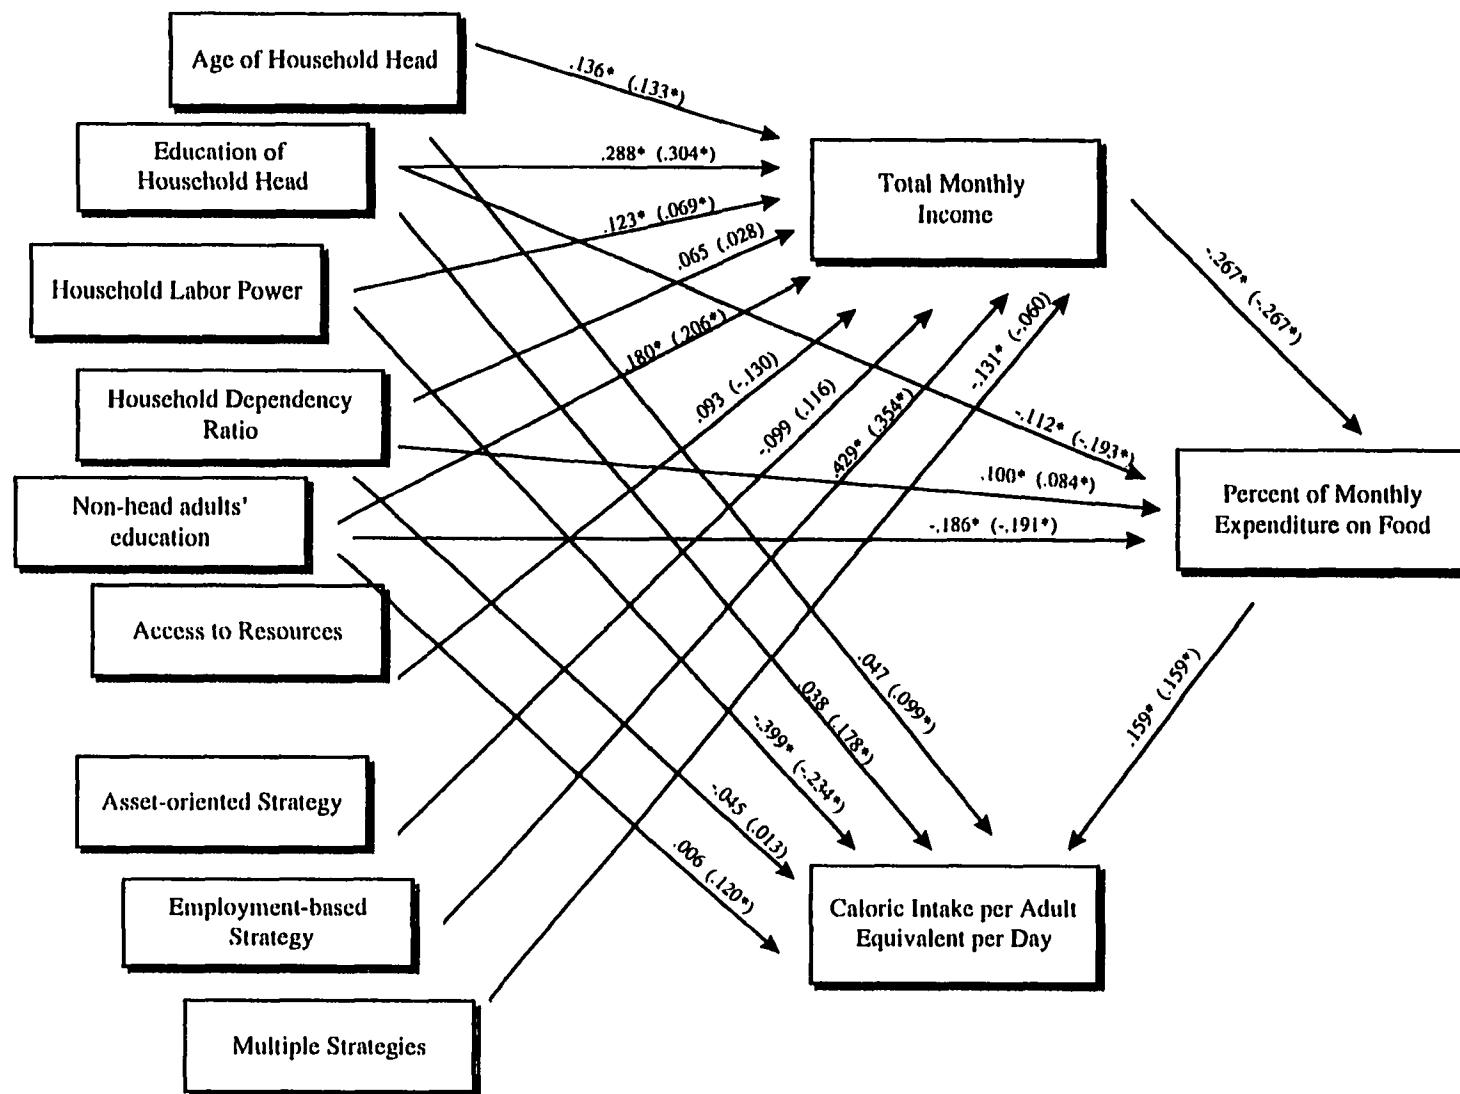 Age of Household Head
.136* (.133*)
Education of
Household Head
.288* (.304*)
Total Monthly
Income
.123* (.069*)
.065 (.028)
Household Labor Power
-.267* (-.267*)
.180* (.206*)
.093 (-.130)
-.099 (.116)
.429* (.354*)
-.131* (-.060)
Household Dependency
Ratio
-.112* (-.193*)
.100* (.084*)
Non-head adults'
education
-.186* (-.191*)
Percent of Monthly
Expenditure on Food
Access to Resources
.047 (.099*)
.038 (.178*)
-.399* (-.234*)
-.045 (.013)
.006 (.120*)
.159* (.159*)
Asset-oriented Strategy
Employment-based
Strategy
Caloric Intake per Adult
Equivalent per Day
Multiple Strategies